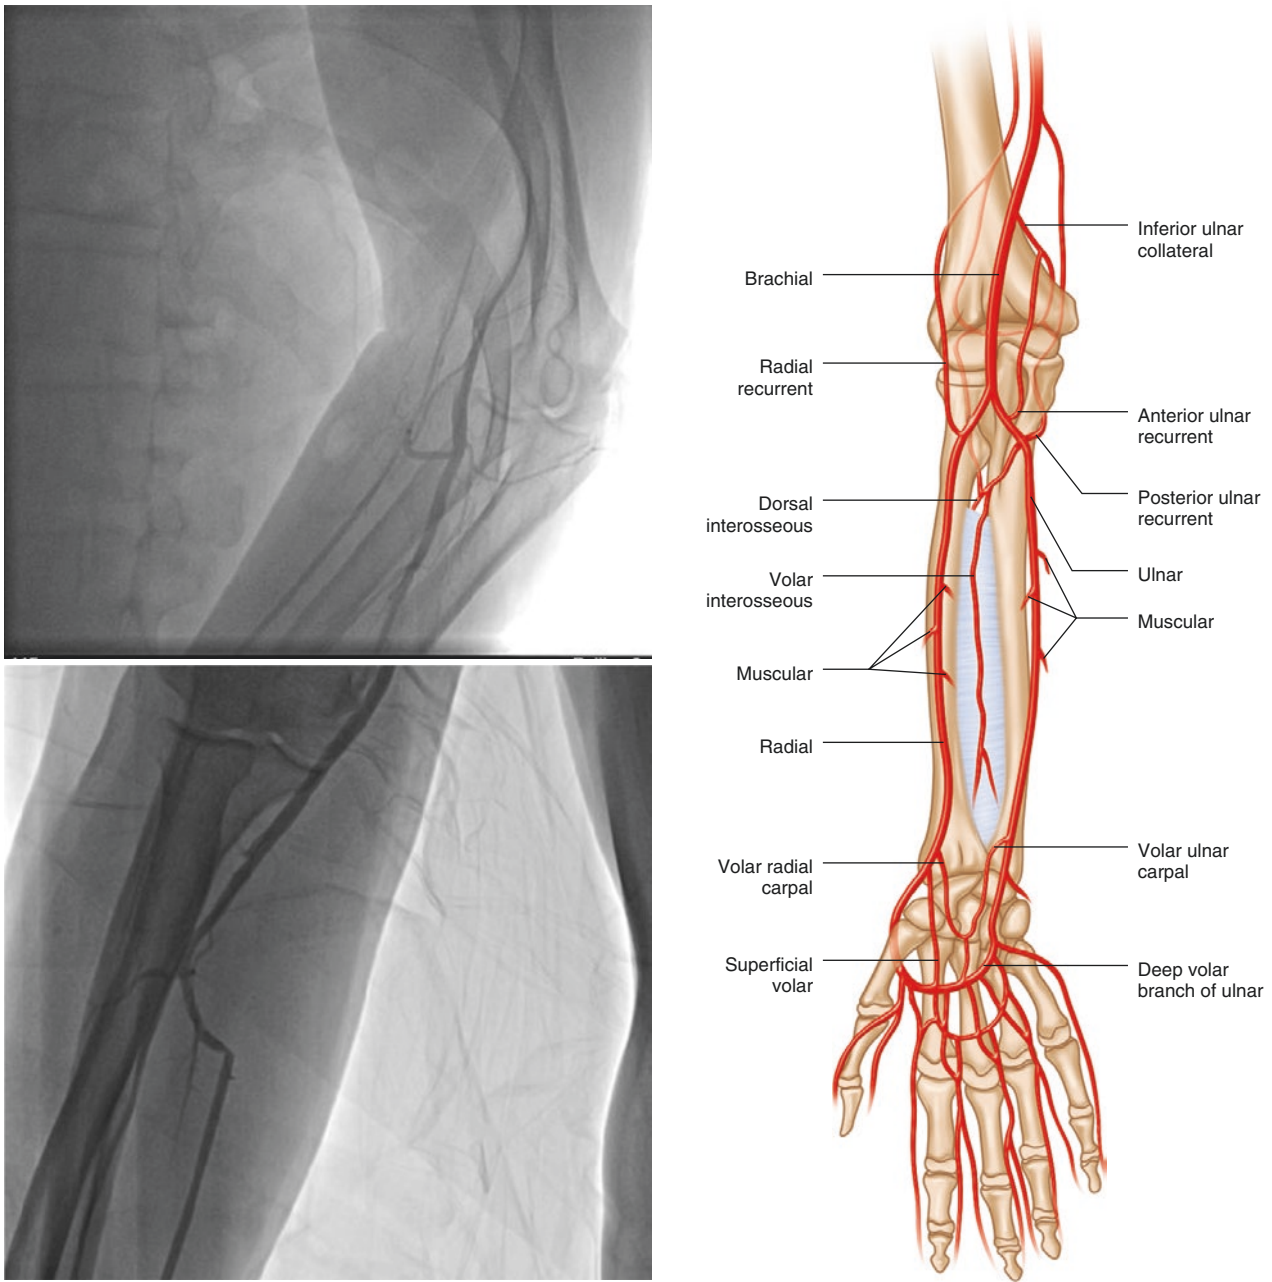 Brachial
Radial
recurrent
Dorsal
interosseous
Volar
interosseous
Muscular
Radial
Volar radial
carpal
Superficial
volar
Inferior ulnar
collateral
Anterior ulnar
recurrent
Posterior ulnar
recurrent
Ulnar
Muscular
Volar ulnar
carpal
Deep volar
branch of ulnar